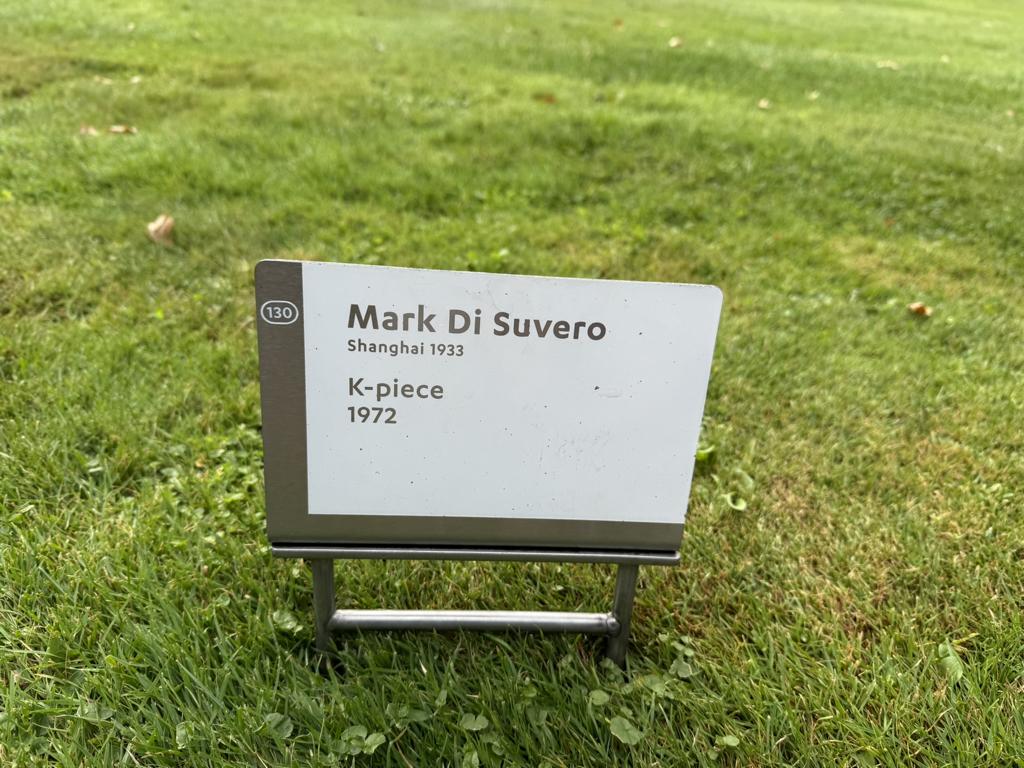 130
Mark Di Suvero
Shanghai 1933
K-piece
1972